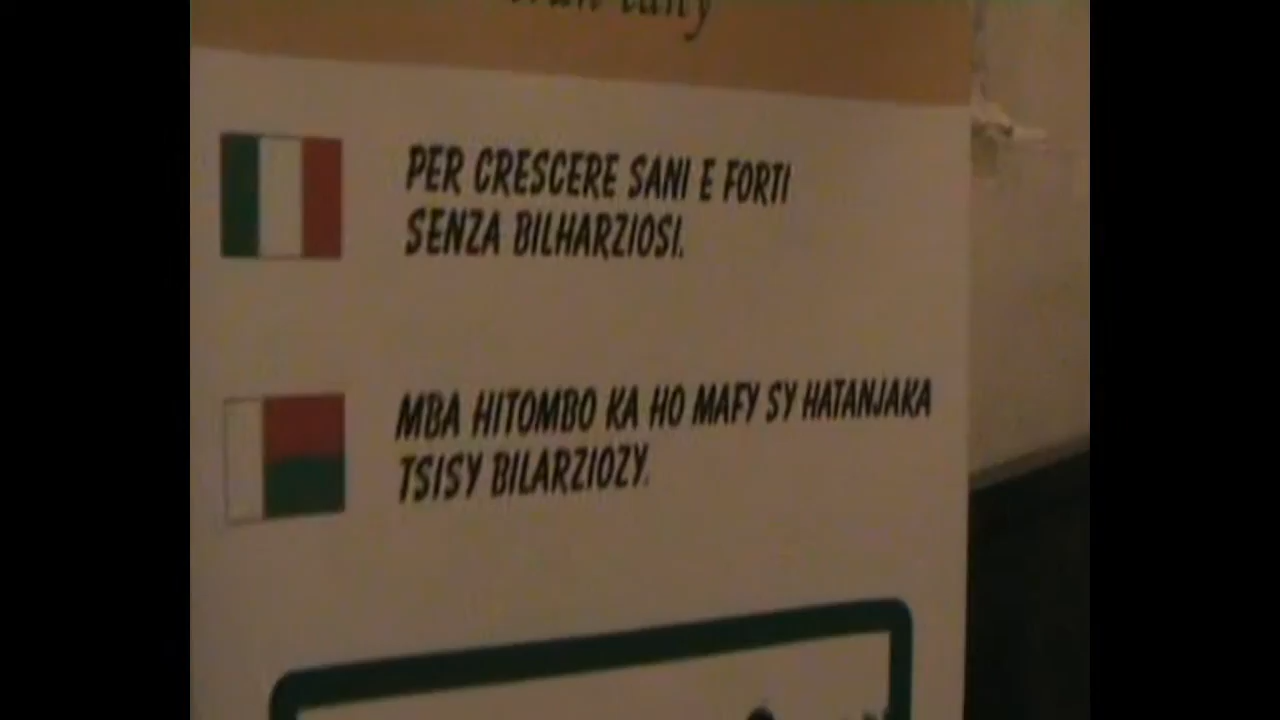 PER CRESCERE SANI E FORTI
SENZA BILHARZIOSI.
MBA HITOMBO KA HO MAFY SY HATANJAKA
TSISY BILARZIOZY.